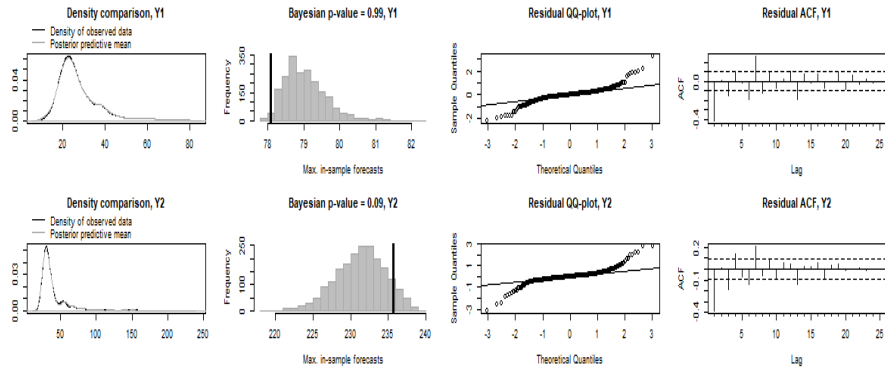 Density comparison, Y1
Density of observed data
Posterior predictive mean
0.00 0.04
20 40 60 80
Bayesian p-value = 0.99, Y1
Frequency
0 150 250 350
78 79 80 81 82
Max. in-sample forecasts
Residual QQ-plot, Y1
Sample Quantiles
-2 0 2
-3 -2 -1 0 1 2 3
Theoretical Quantiles
Residual ACF, Y1
ACF
-0.4 0.0
5 10 15 20 25
Lag
Density comparison, Y2
Density of observed data
Posterior predictive mean
0.00 0.03
50 100 150 200 250
Bayesian p-value = 0.09, Y2
Frequency
0 100 250
220 225 230 235 240
Max. in-sample forecasts
Residual QQ-plot, Y2
Sample Quantiles
-3 -1 1 3
-3 -2 -1 0 1 2 3
Theoretical Quantiles
Residual ACF, Y2
ACF
-0.4 -0.1 0.2
5 10 15 20 25
Lag